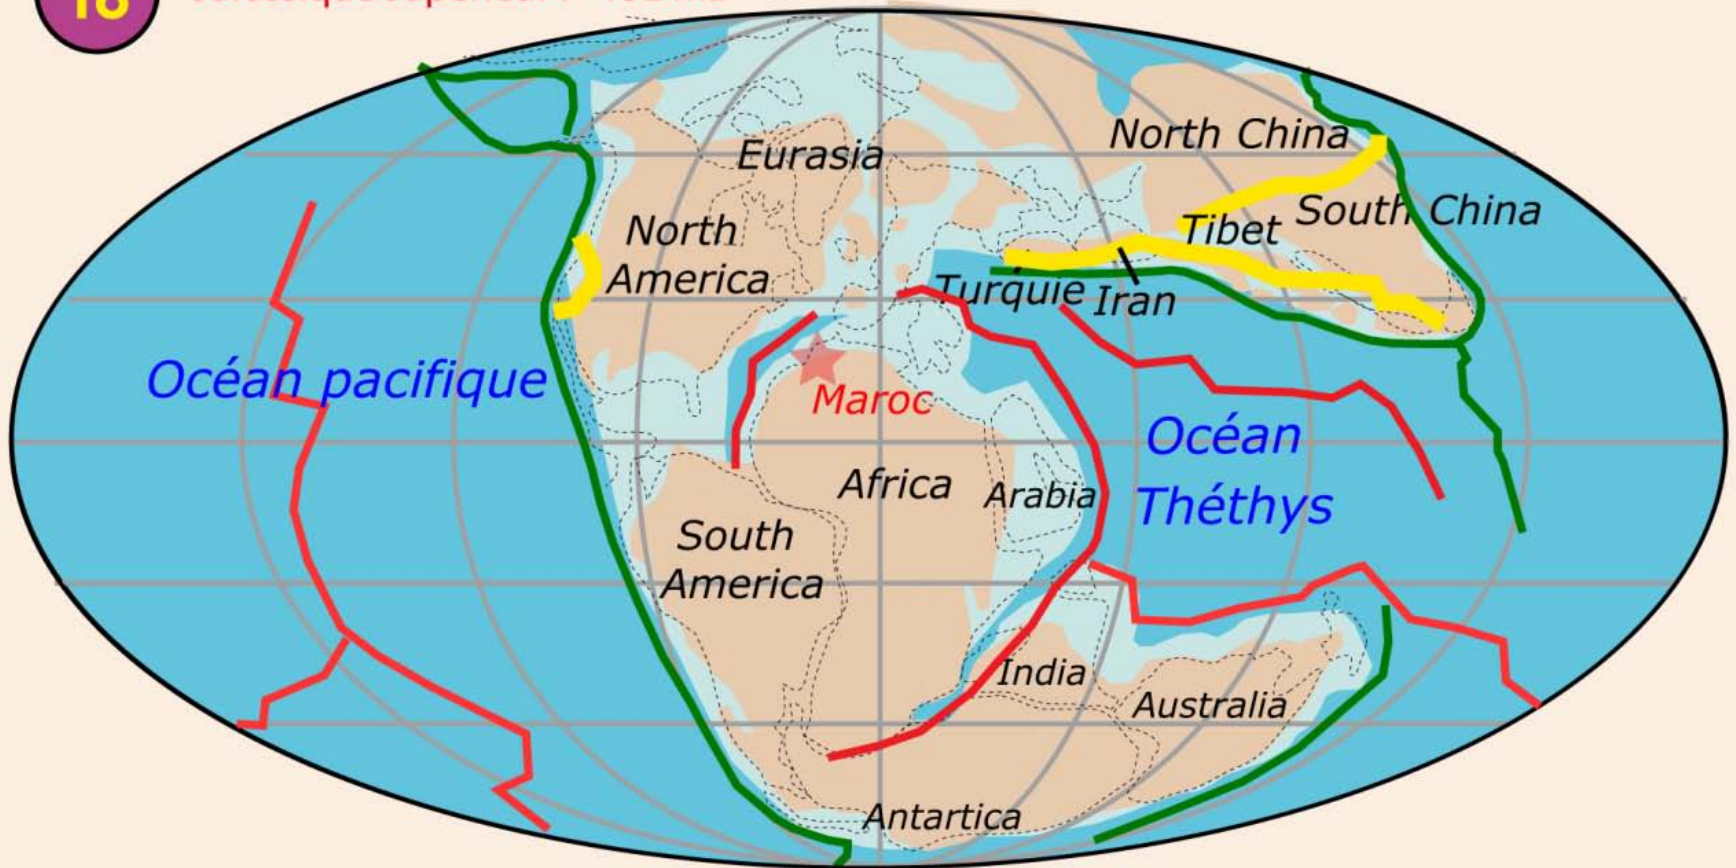 North China
Eurasia
Tibet
South China
North
America
Turquie
Iran
Océan pacifique
Maroc
Océan
Théthys
Africa
Arabia
South
America
India
Australia
Antartica